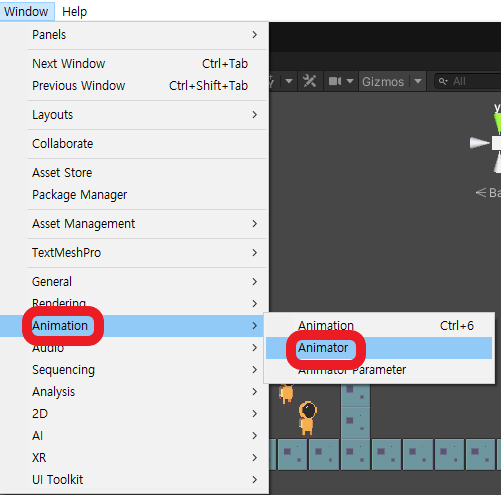 Window Help
Panels
Next Window Ctrl+Tab
Previous Window Ctrl+Shift+Tab
Layouts
Collaborate
Asset Store
Package Manager
Asset Management
TextMeshPro
General
Rendering
Animation
Audio
Sequencing
Analysis
2D
AI
XR
UI Toolkit
Animation Ctrl+6
Animator
Animator Parameter
Gizmos
All
y
Ba